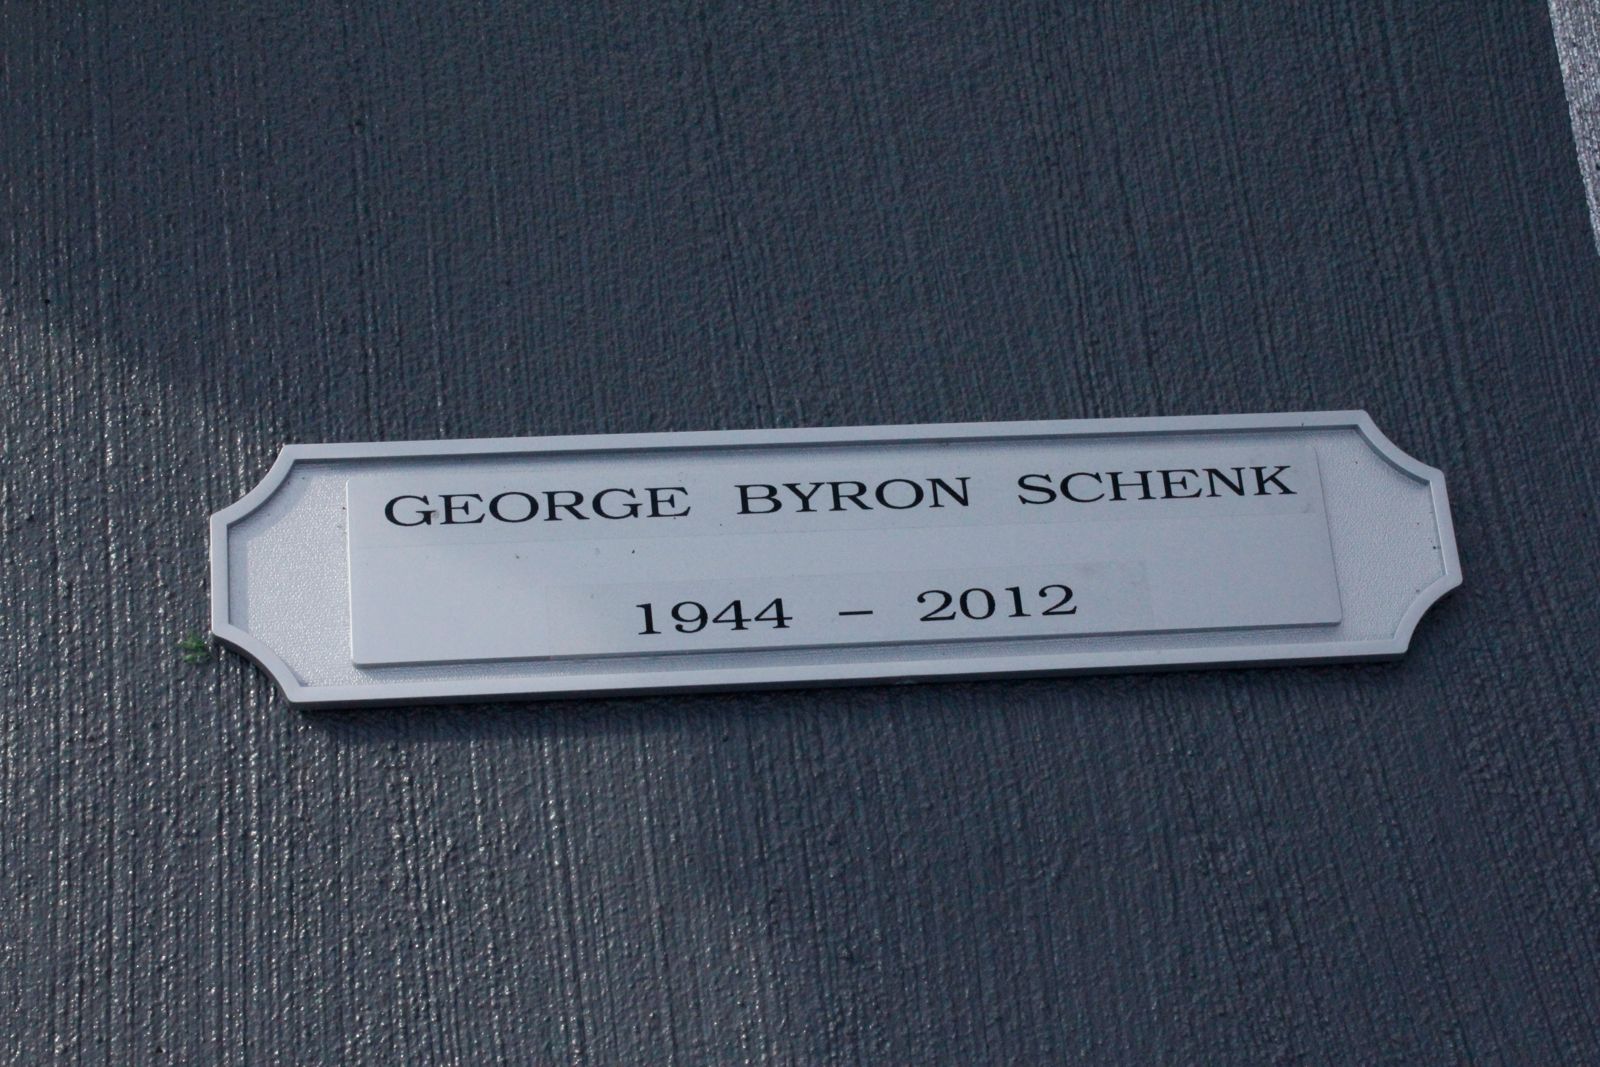 GEORGE BYRON SCHENK
1944 – 2012